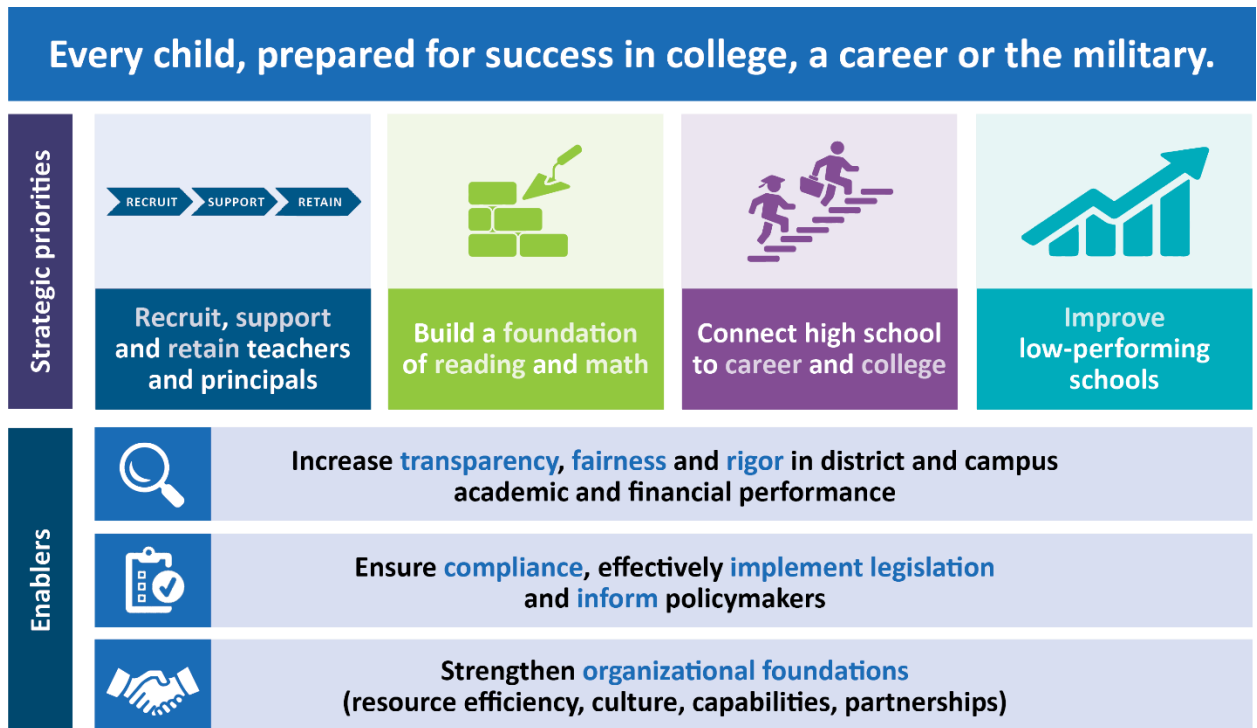 Every child, prepared for success in college, a career or the military.
Strategic priorities
RECRUIT
SUPPORT
RETAIN
Recruit, support
and retain teachers
and principals
Build a foundation
of reading and math
Connect high school
to career and college
Improve
low-performing
schools
Enablers
Increase transparency, fairness and rigor in district and campus
academic and financial performance
Ensure compliance, effectively implement legislation
and inform policymakers
Strengthen organizational foundations
(resource efficiency, culture, capabilities, partnerships)